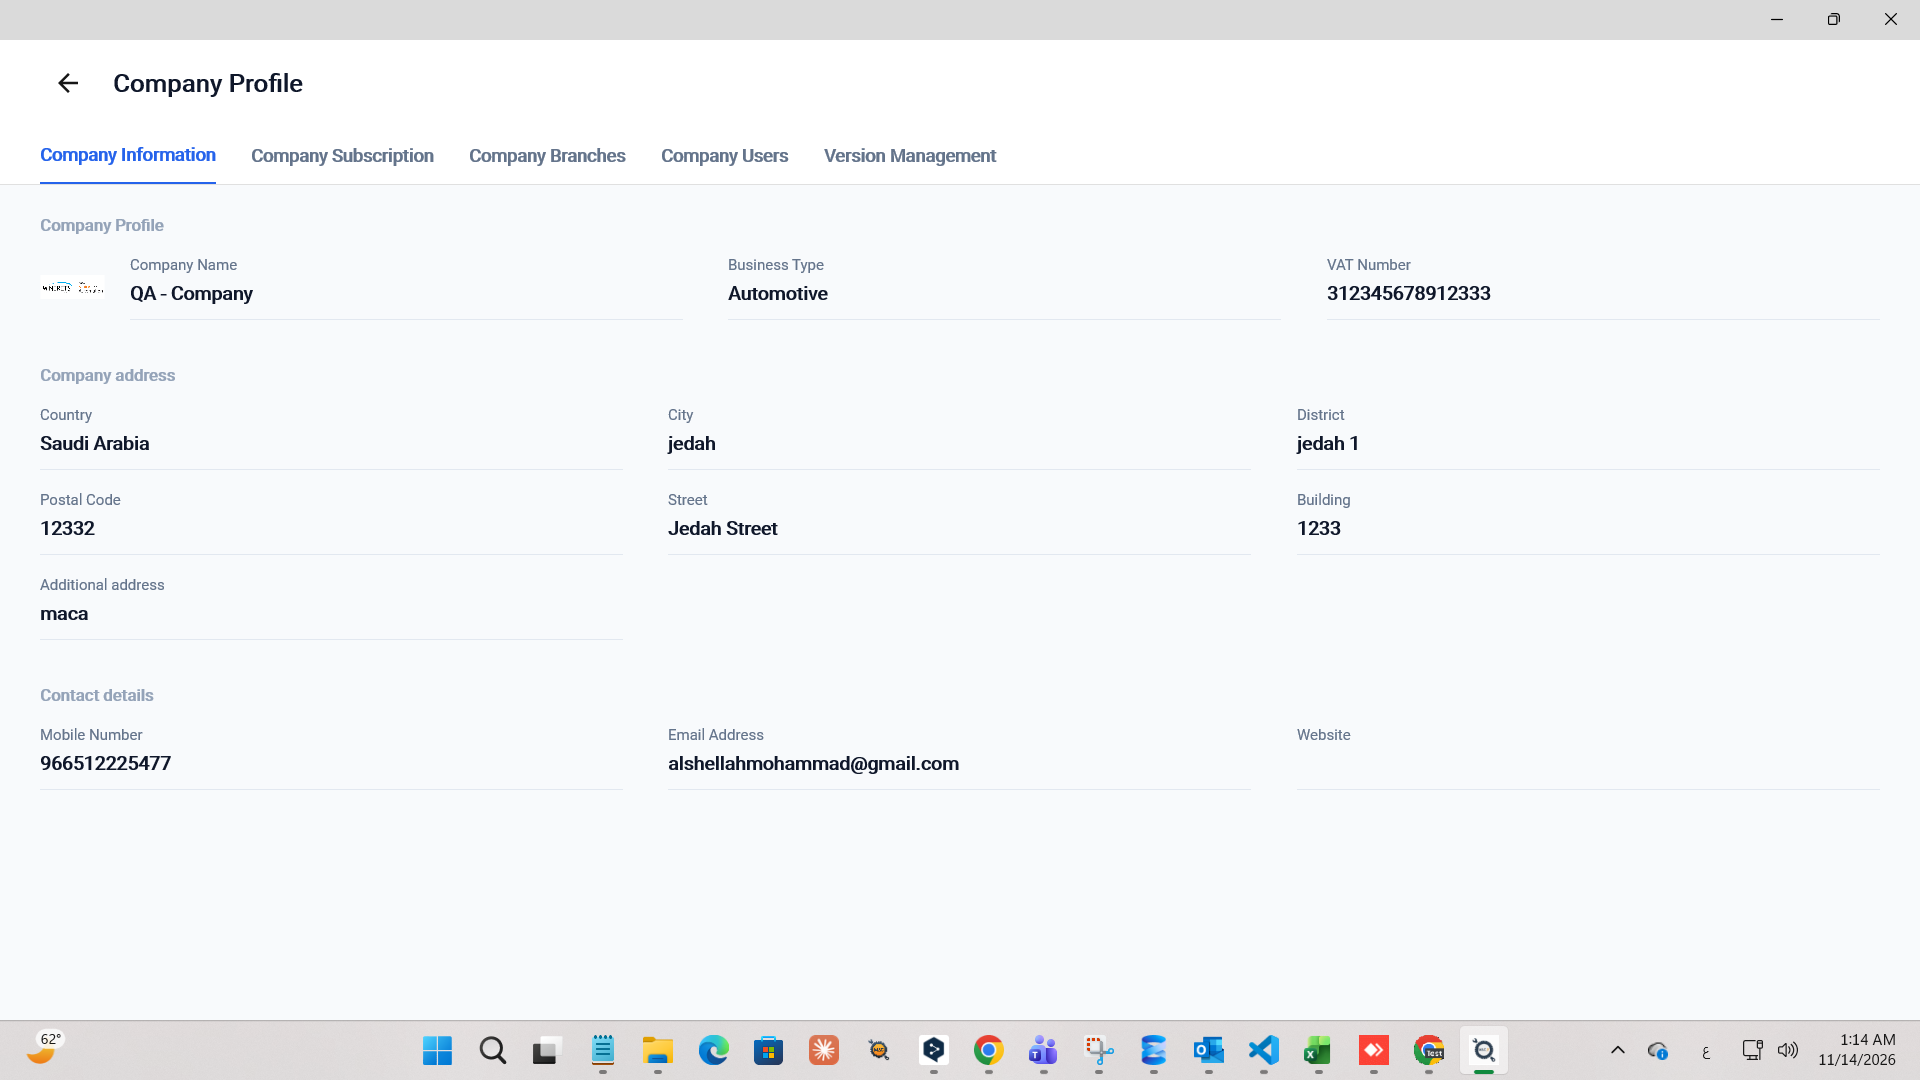 Company Profile
Company Information Company Subscription Company Branches Company Users Version Management
Company Profile
Company Name Business Type VAT Number
QA - Company Automotive 312345678912333
Company address
Country City District
Saudi Arabia jedah jedah 1
Postal Code Street Building
12332 Jedah Street 1233
Additional address
maca
Contact details
Mobile Number Email Address Website
966512225477 alshellahmohammad@gmail.com
62°
Test
ع
1:14 AM
11/14/2026